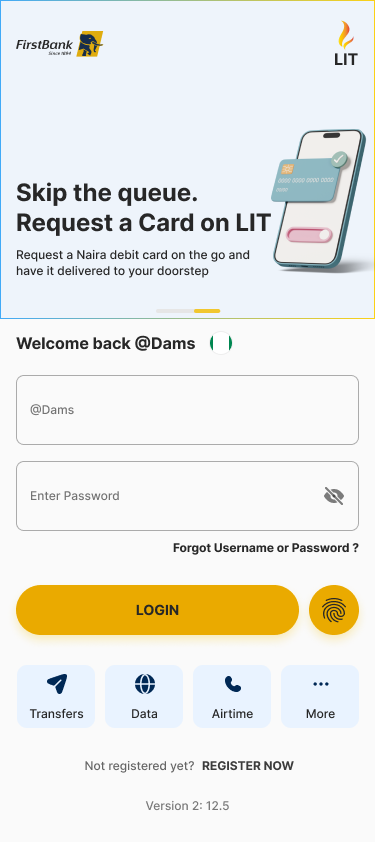 FirstBank
Since 1894
LIT
Skip the queue.
Request a Card on LIT
Request a Naira debit card on the go and
have it delivered to your doorstep
Welcome back @Dams
@Dams
Enter Password
Forgot Username or Password ?
LOGIN
Transfers
Data
Airtime
More
Not registered yet? REGISTER NOW
Version 2: 12.5